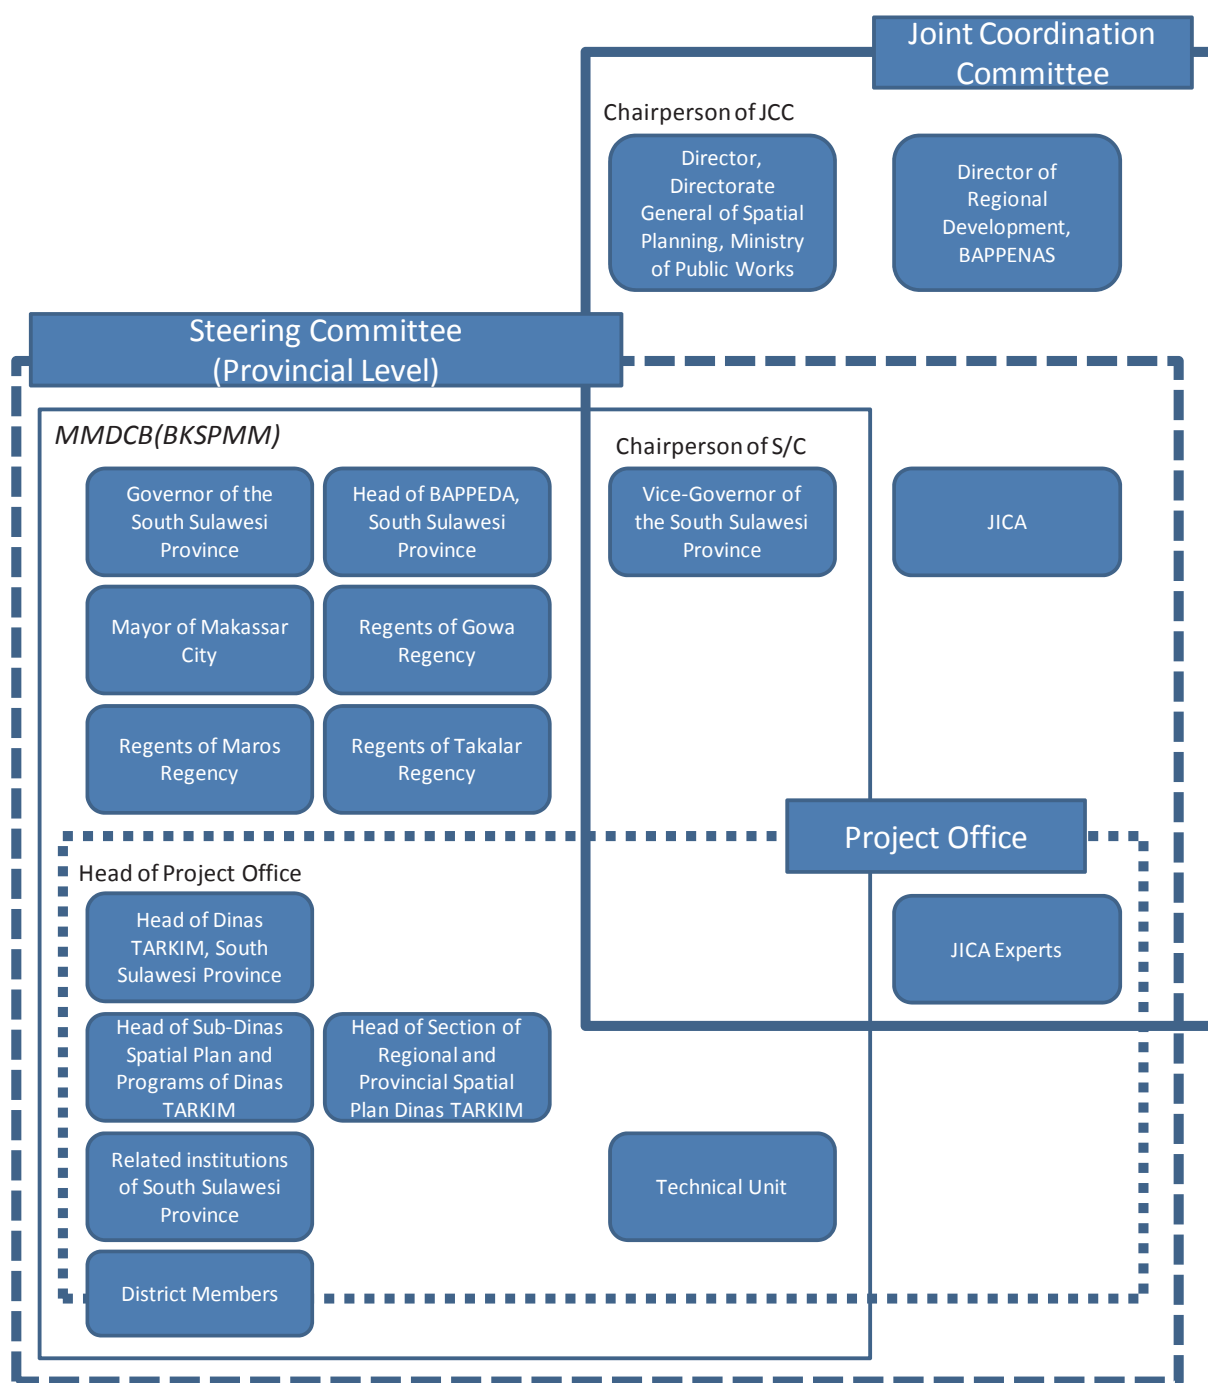 Joint Coordination
Committee
Chairperson of JCC
Director,
Directorate
General of Spatial
Planning, Ministry
of Public Works
Director of
Regional
Development,
BAPPENAS
Steering Committee
(Provincial Level)
MMDCB(BKSPMM)
Governor of the
South Sulawesi
Province
Head of BAPPEDA,
South Sulawesi
Province
Chairperson of S/C
Vice-Governor of
the South Sulawesi
Province
JICA
Mayor of Makassar
City
Regents of Gowa
Regency
Regents of Maros
Regency
Regents of Takalar
Regency
Project Office
Head of Project Office
Head of Dinas
TARKIM, South
Sulawesi Province
JICA Experts
Head of Sub-Dinas
Spatial Plan and
Programs of Dinas
TARKIM
Head of Section of
Regional and
Provincial Spatial
Plan Dinas TARKIM
Related institutions
of South Sulawesi
Province
Technical Unit
District Members